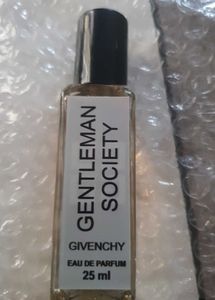 GENTLEMAN
SOCIETY
GIVENCHY
EAU DE PARFUM
25 ml